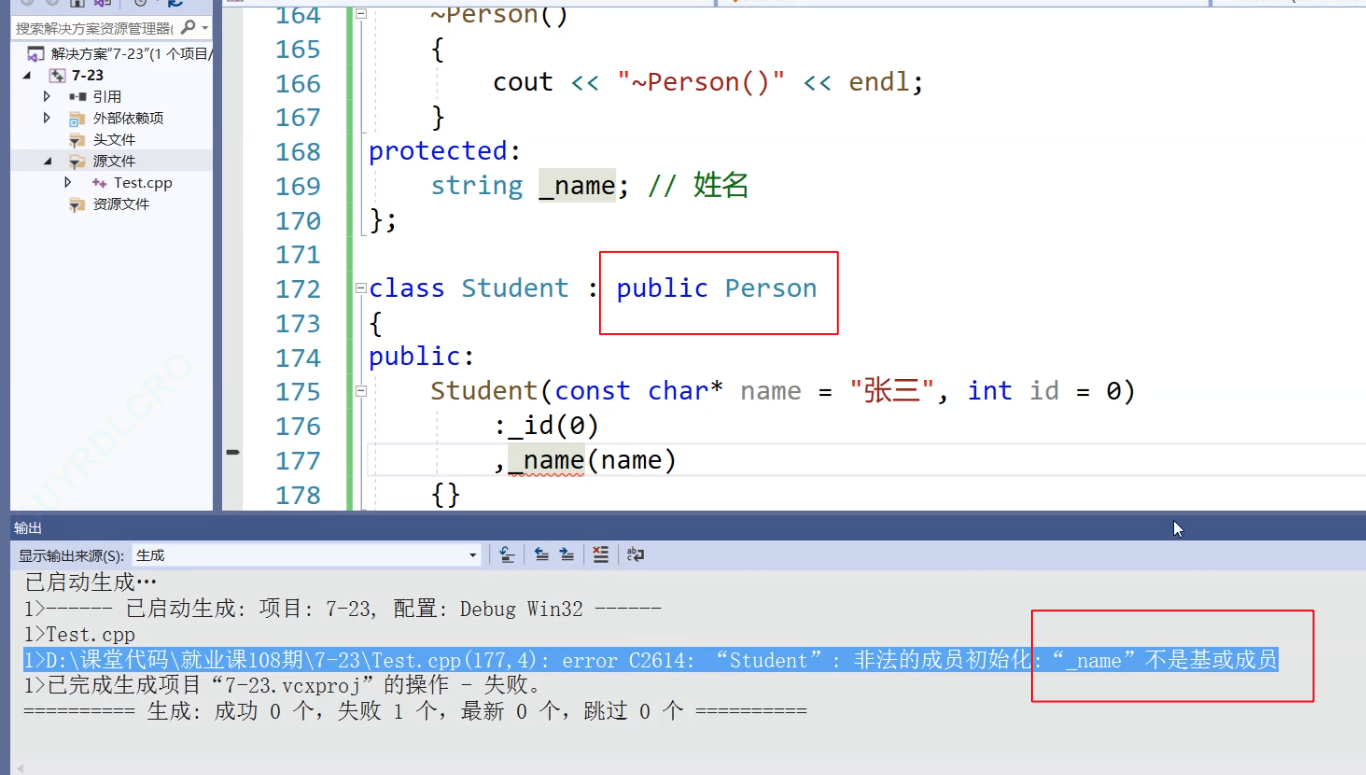 搜索解决方案资源管理器(
解决方案"7-23"(1 个项目/
7-23
引用
外部依赖项
头文件
源文件
Test.cpp
资源文件
164 ~Person()
165 {
166 cout << "~Person()" << endl;
167 }
168 protected:
169 string _name; // 姓名
170 };
171
172 class Student : public Person
173 {
174 public:
175 Student(const char* name = "张三", int id = 0)
176 :_id(0)
177 ,_name(name)
178 {}
输出
显示输出来源(S): 生成
已启动生成…
1>------ 已启动生成: 项目: 7-23, 配置: Debug Win32 ------
1>Test.cpp
1>D:\课堂代码\就业课108期\7-23\Test.cpp(177,4): error C2614: “Student”: 非法的成员初始化:“_name”不是基或成员
1>已完成生成项目“7-23.vcxproj”的操作 - 失败。
========== 生成: 成功 0 个，失败 1 个，最新 0 个，跳过 0 个 ==========